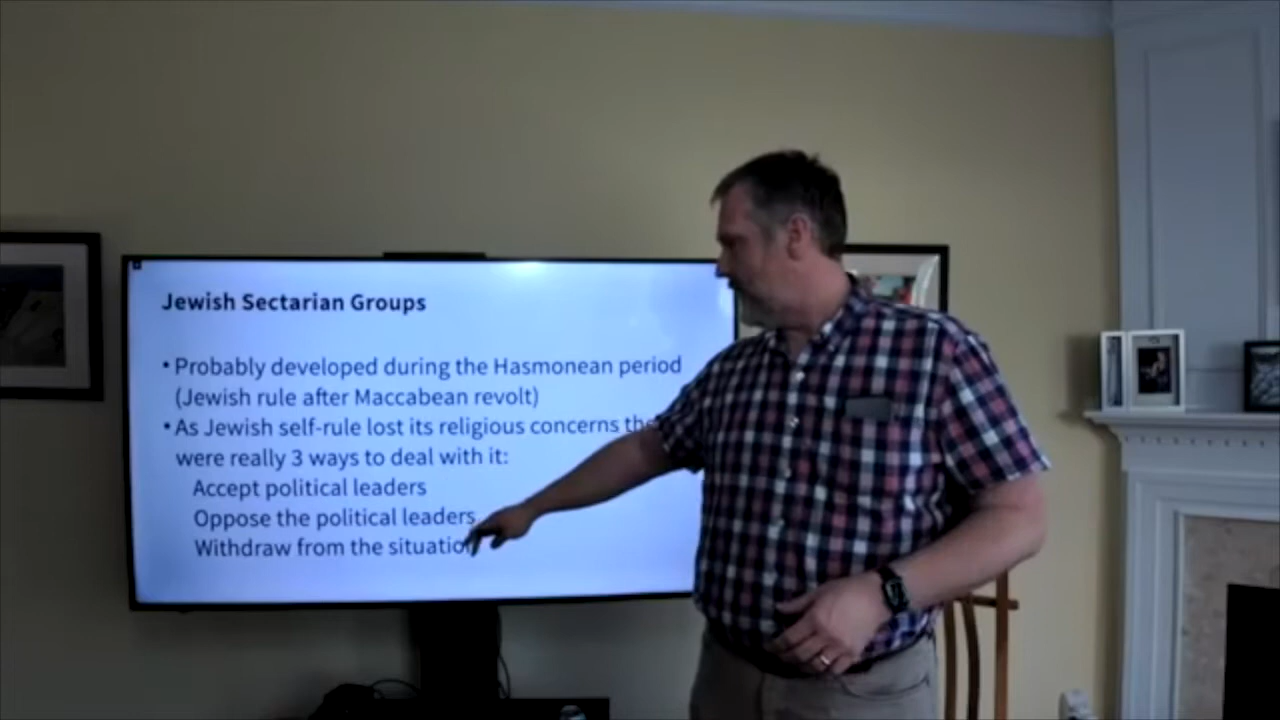 Jewish Sectarian Groups
• Probably developed during the Hasmonean period
(Jewish rule after Maccabean revolt)
• As Jewish self-rule lost its religious concerns
were really 3 ways to deal with it:
Accept political leaders
Oppose the political leaders
Withdraw from the situation